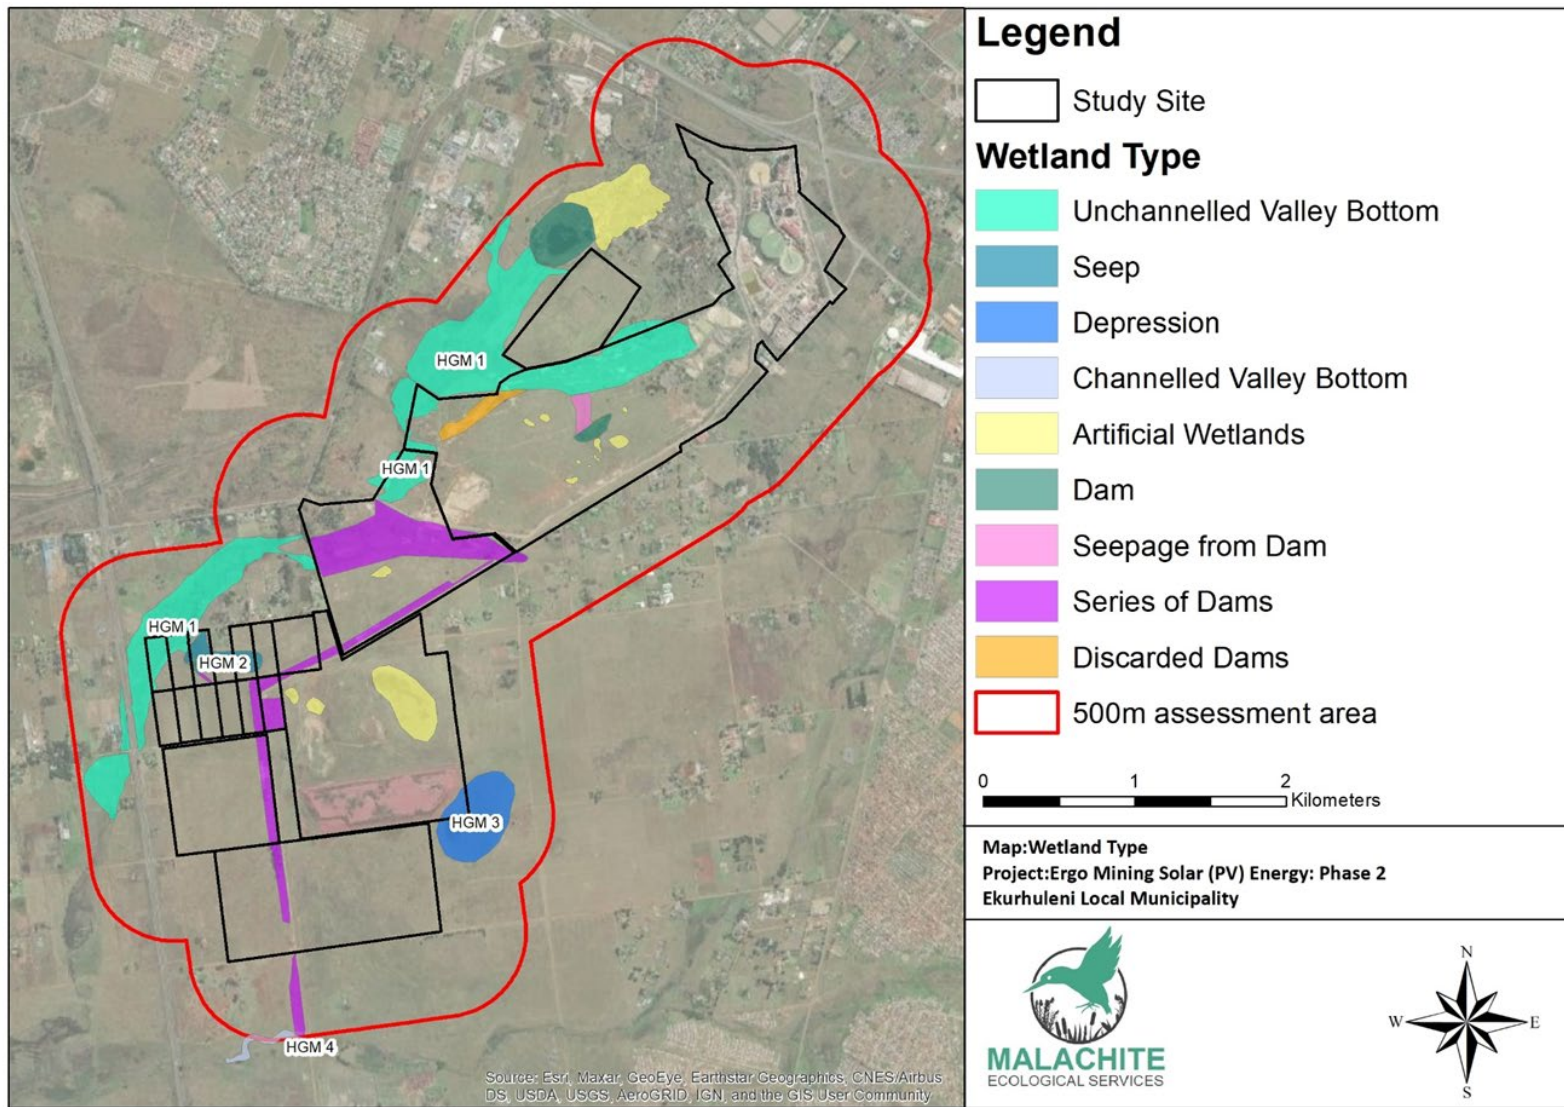 HGM 1
HGM 1
HGM 1
HGM 2
HGM 3
HGM 4
Source: Esri, Maxar, GeoEye, Earthstar Geographics, CNES/Airbus
DS, USDA, USGS, AeroGRID, IGN, and the GIS User Community
Legend
Study Site
Wetland Type
Unchannelled Valley Bottom
Seep
Depression
Channelled Valley Bottom
Artificial Wetlands
Dam
Seepage from Dam
Series of Dams
Discarded Dams
500m assessment area
0 1 2
Kilometers
Map:Wetland Type
Project:Ergo Mining Solar (PV) Energy: Phase 2
Ekurhuleni Local Municipality
MALACHITE
ECOLOGICAL SERVICES
N
W E
S